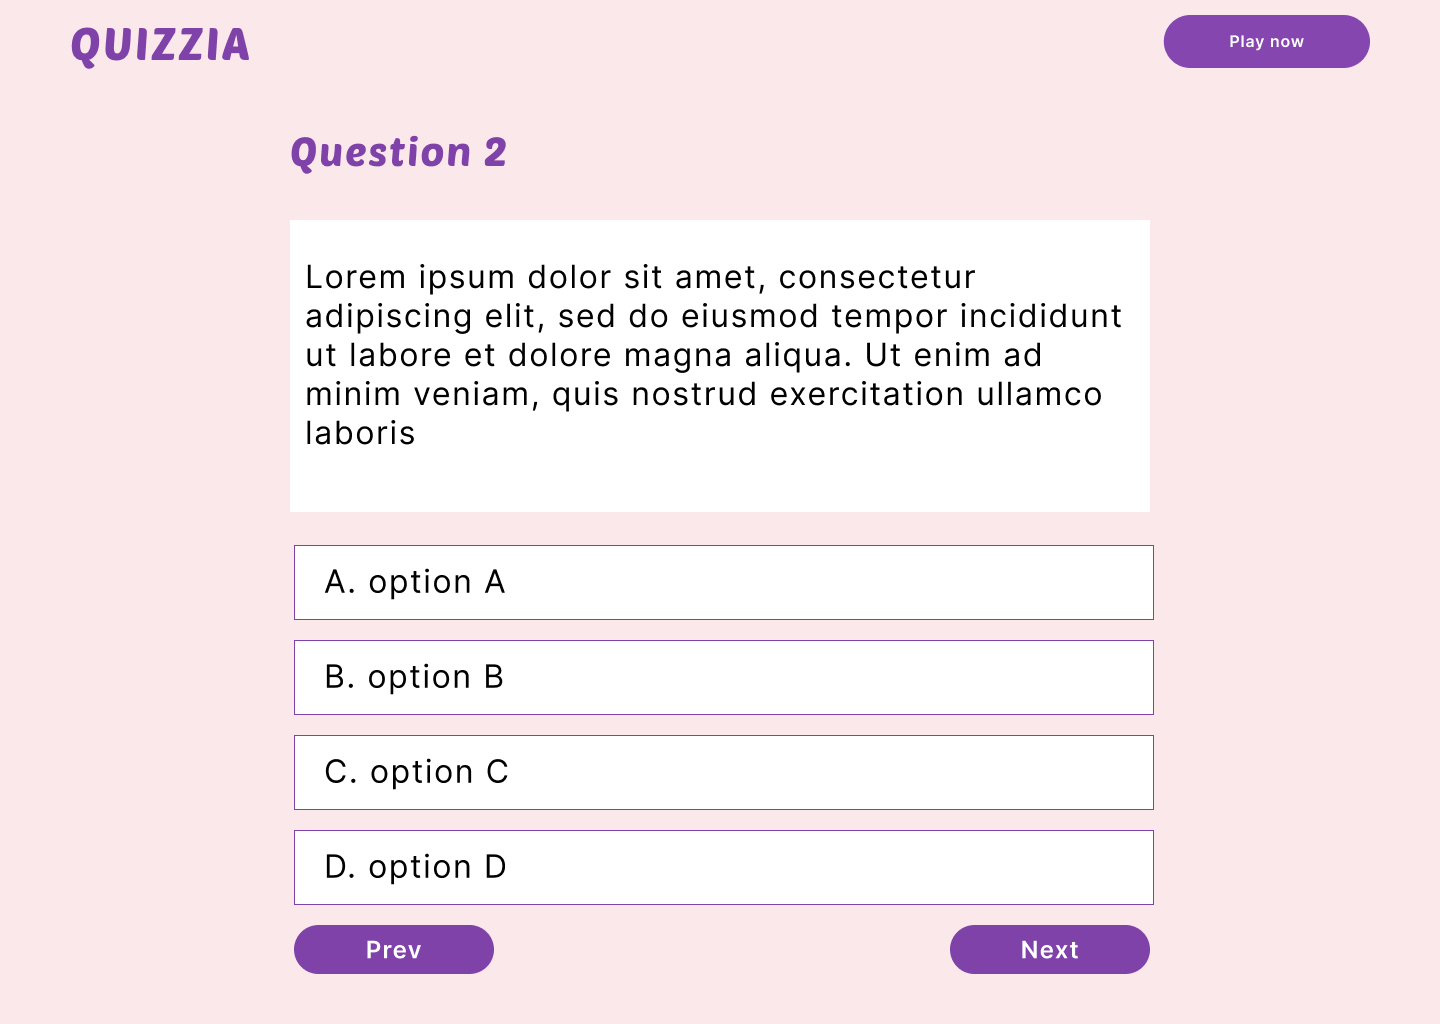 QUIZZIA
Play now
Question 2
Lorem ipsum dolor sit amet, consectetur
adipiscing elit, sed do eiusmod tempor incididunt
ut labore et dolore magna aliqua. Ut enim ad
minim veniam, quis nostrud exercitation ullamco
laboris
A. option A
B. option B
C. option C
D. option D
Prev
Next